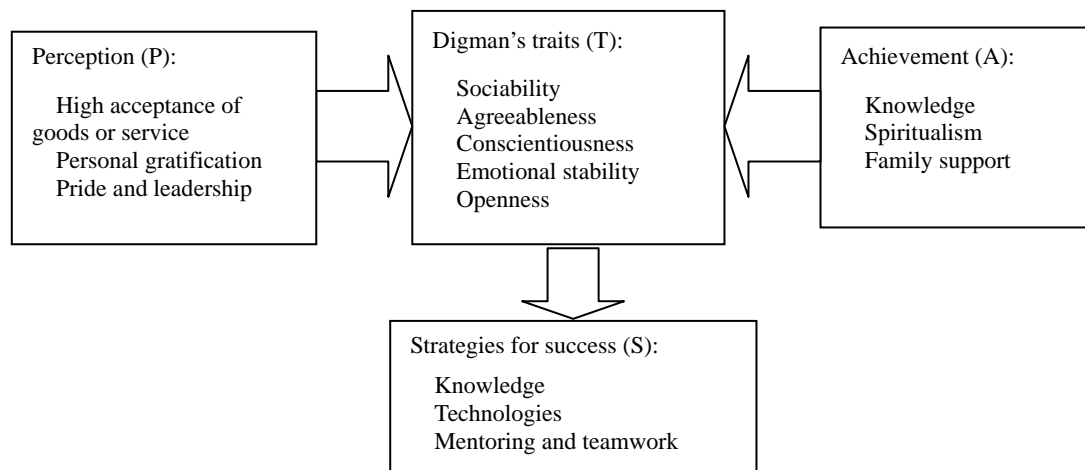 Perception (P):
High acceptance of
goods or service
Personal gratification
Pride and leadership
Digman’s traits (T):
Sociability
Agreeableness
Conscientiousness
Emotional stability
Openness
Achievement (A):
Knowledge
Spiritualism
Family support
Strategies for success (S):
Knowledge
Technologies
Mentoring and teamwork